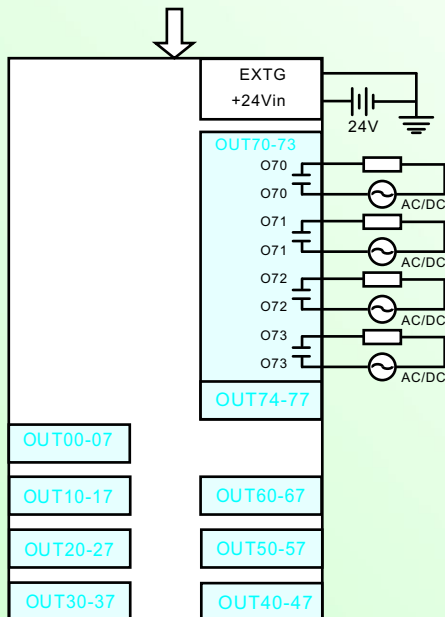 EXTG
+24Vin
24V
OUT70-73
O70
O70
AC/DC
O71
O71
AC/DC
O72
O72
AC/DC
O73
O73
AC/DC
OUT74-77
OUT00-07
OUT10-17
OUT60-67
OUT20-27
OUT50-57
OUT30-37
OUT40-47